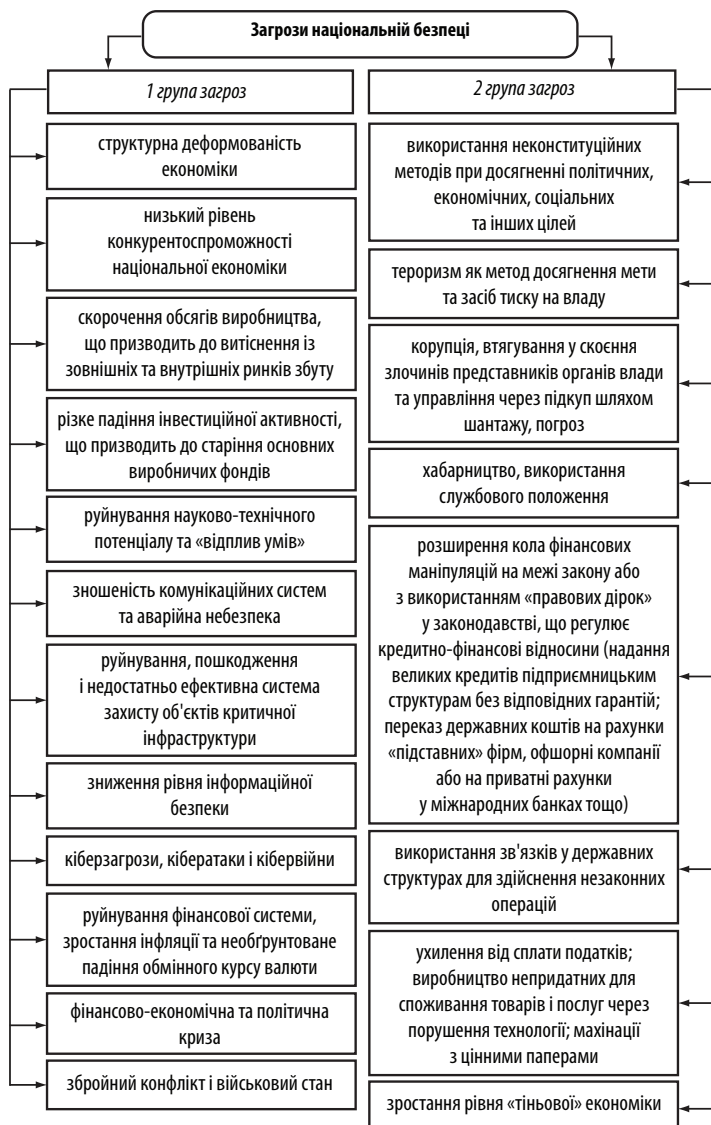 Загрози національній безпеці
1 група загроз
структурна деформованість
економіки
низький рівень
конкурентоспроможності
національної економіки
скорочення обсягів виробництва,
що призводить до витіснення із
зовнішніх та внутрішніх ринків збуту
різке падіння інвестиційної активності,
що призводить до старіння основних
виробничих фондів
руйнування науково-технічного
потенціалу та «відплив умів»
зношеність комунікаційних систем
та аварійна небезпека
руйнування, пошкодження
і недостатньо ефективна система
захисту об'єктів критичної
інфраструктури
зниження рівня інформаційної
безпеки
кіберзагрози, кібератаки і кібервійни
руйнування фінансової системи,
зростання інфляції та необґрунтоване
падіння обмінного курсу валюти
фінансово-економічна та політична
криза
збройний конфлікт і військовий стан
2 група загроз
використання неконституційних
методів при досягненні політичних,
економічних, соціальних
та інших цілей
тероризм як метод досягнення мети
та засіб тиску на владу
корупція, втягування у скоєння
злочинів представників органів влади
та управління через підкуп шляхом
шантажу, погроз
хабарництво, використання
службового положення
розширення кола фінансових
маніпуляцій на межі закону або
з використанням «правових дірок»
у законодавстві, що регулює
кредитно-фінансові відносини (надання
великих кредитів підприємницьким
структурам без відповідних гарантій;
переказ державних коштів на рахунки
«підставних» фірм, офшорні компанії
або на приватні рахунки
у міжнародних банках тощо)
використання зв'язків у державних
структурах для здійснення незаконних
операцій
ухилення від сплати податків;
виробництво непридатних для
споживання товарів і послуг через
порушення технології; махінації
з цінними паперами
зростання рівня «тіньової» економіки